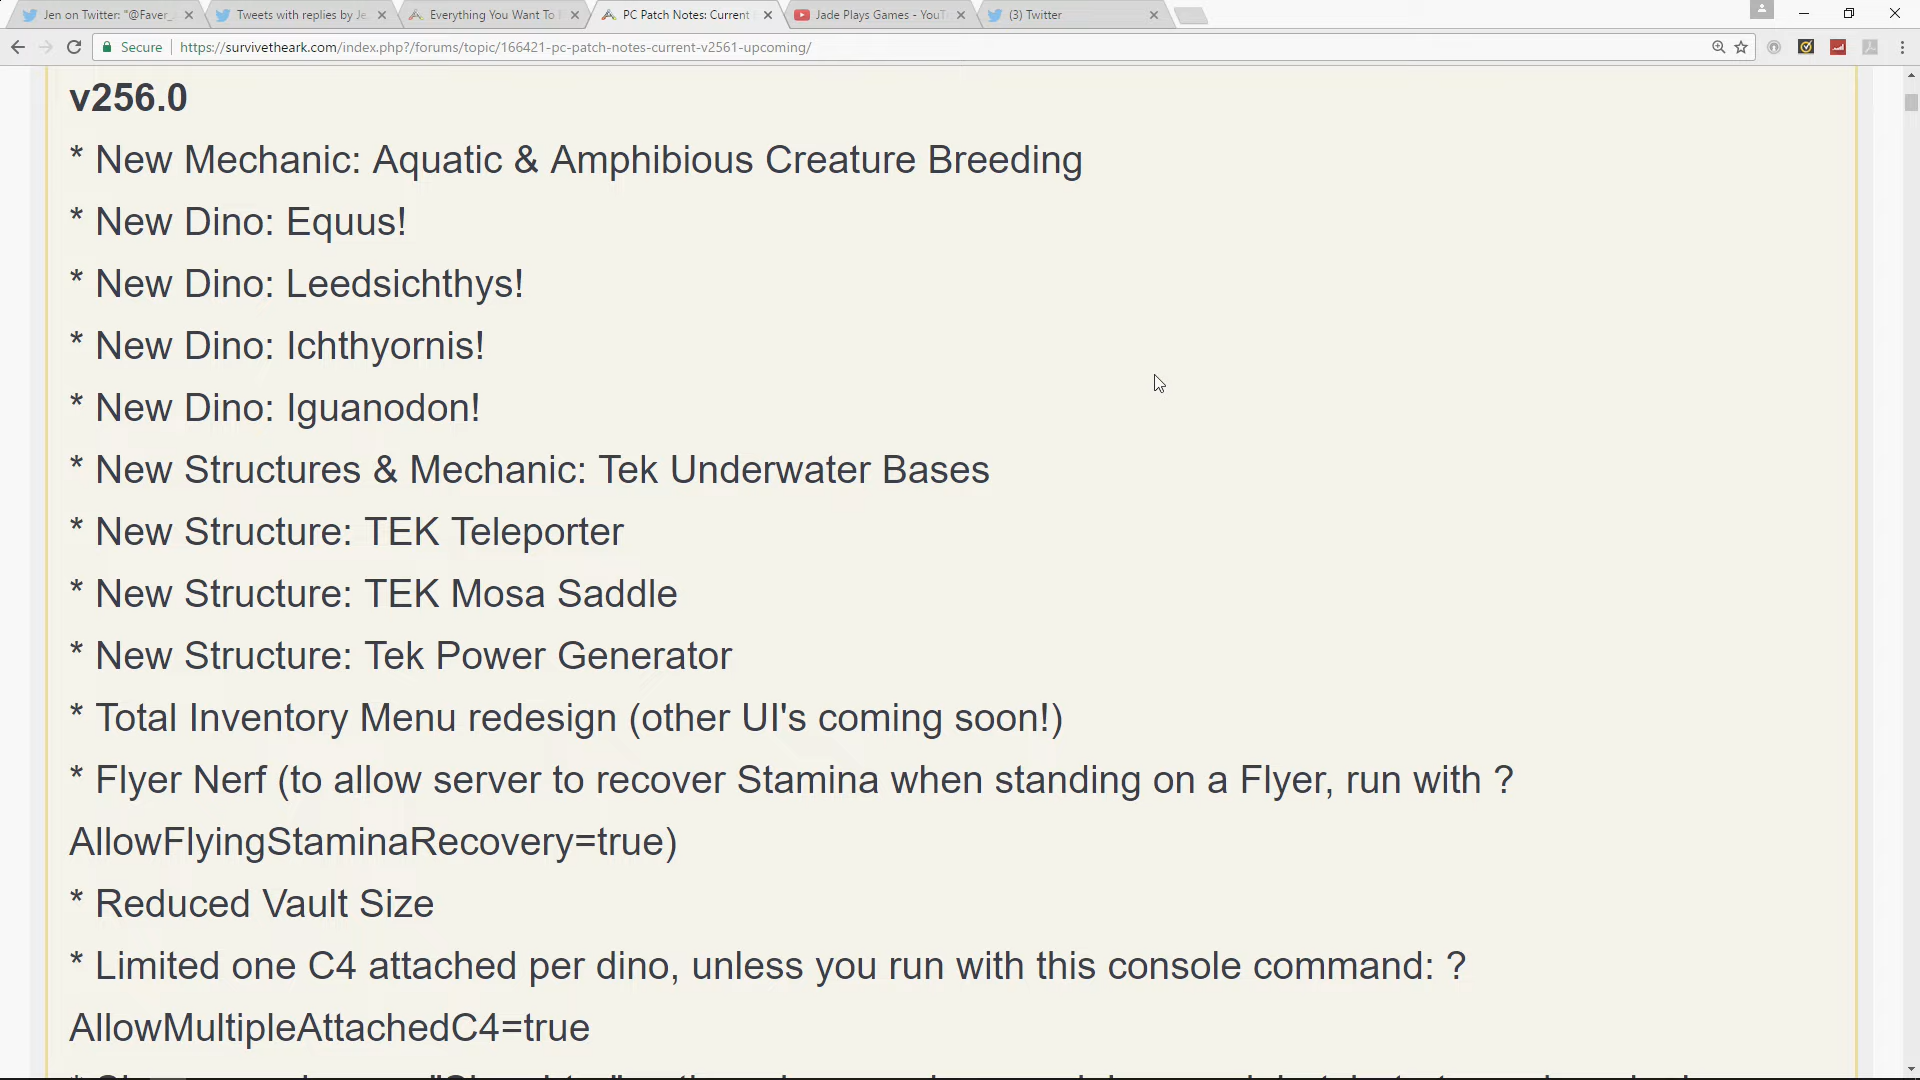 Jen on Twitter: "@Faver_
Tweets with replies by Je
Everything You Want To
PC Patch Notes: Current
Jade Plays Games - YouT
(3) Twitter
Secure
https://survivetheark.com/index.php?/forums/topic/166421-pc-patch-notes-current-v2561-upcoming/
v256.0
* New Mechanic: Aquatic & Amphibious Creature Breeding
* New Dino: Equus!
* New Dino: Leedsichthys!
* New Dino: Ichthyornis!
* New Dino: Iguanodon!
* New Structures & Mechanic: Tek Underwater Bases
* New Structure: TEK Teleporter
* New Structure: TEK Mosa Saddle
* New Structure: Tek Power Generator
* Total Inventory Menu redesign (other UI's coming soon!)
* Flyer Nerf (to allow server to recover Stamina when standing on a Flyer, run with ?
AllowFlyingStaminaRecovery=true)
* Reduced Vault Size
* Limited one C4 attached per dino, unless you run with this console command: ?
AllowMultipleAttachedC4=true